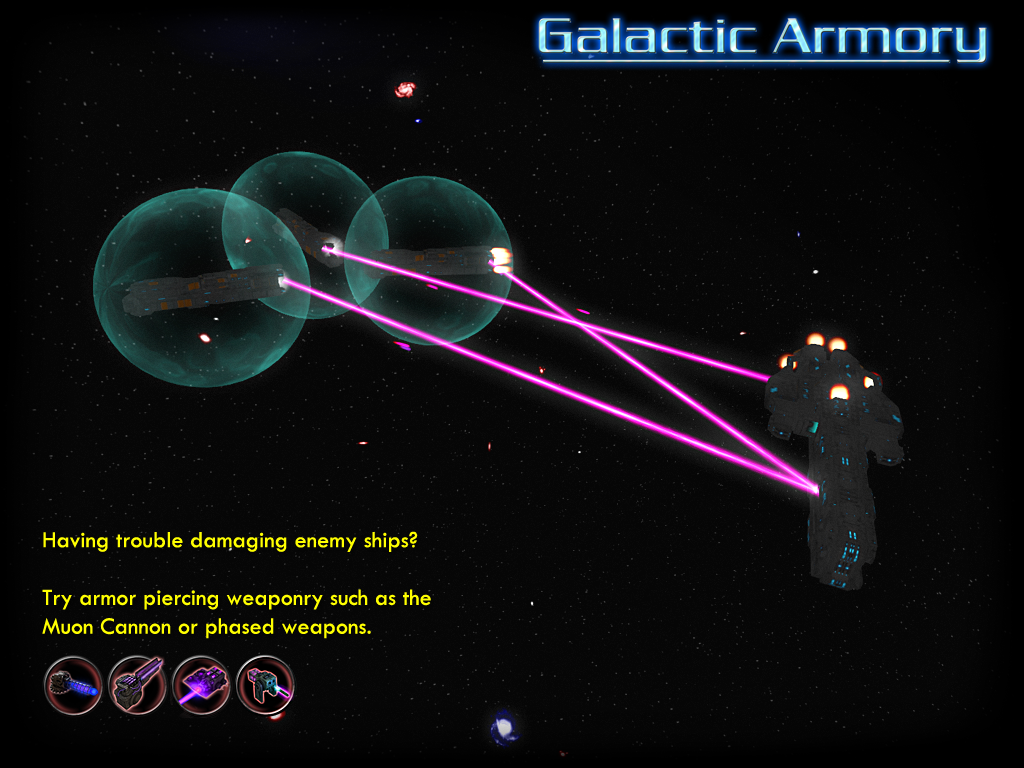 Galactic Armory
Having trouble damaging enemy ships?
Try armor piercing weaponry such as the
Muon Cannon or phased weapons.